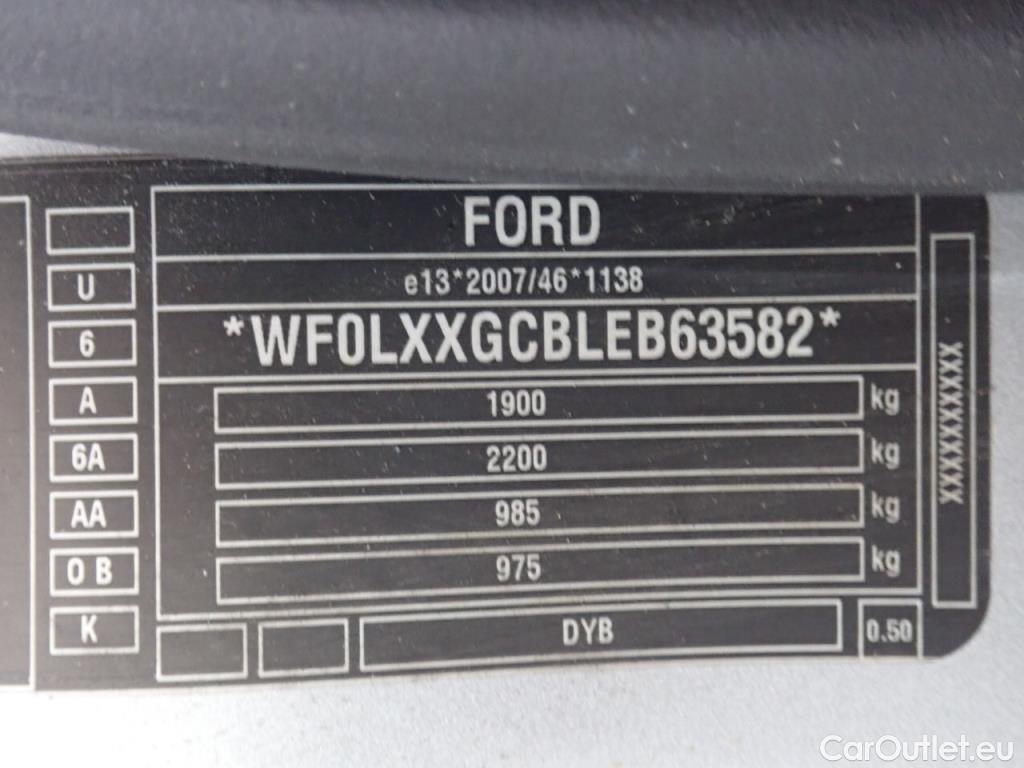 FORD
e13*2007/46*1138
*WF0LXXGCBLEB63582*
1900 kg
2200 kg
985 kg
975 kg
DYB 0.50
U
6
A
6A
AA
0 B
K
XXXXXXXXXX
CarOutlet.eu